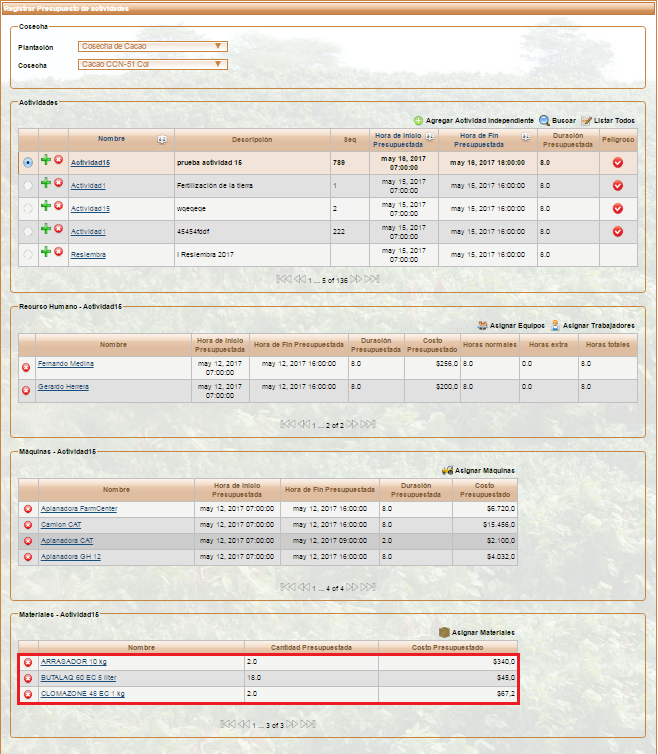 Registrar Presupuesto de actividades
Cosecha
Plantación Cosecha de Cacao
Cosecha Cacao CCN-51 Col
Actividades
Agregar Actividad Independiente Buscar Listar Todos
Nombre Descripción Seq Hora de Inicio Presupuestada Hora de Fin Presupuestada Duración Presupuestada Peligroso
Actividad15 prueba actividad 15 789 may 16, 2017 07:00:00 may 16, 2017 16:00:00 8.0
Actividad1 Fertilización de la tierra 1 may 15, 2017 07:00:00 may 15, 2017 16:00:00 8.0
Actividad15 wqeqeqe 2 may 15, 2017 07:00:00 may 15, 2017 16:00:00 8.0
Actividad1 45454fddf 222 may 15, 2017 07:00:00 may 15, 2017 16:00:00 8.0
Resiembra I Resiembra 2017 may 15, 2017 07:00:00 may 15, 2017 16:00:00 8.0
1 ... 5 of 136
Recurso Humano - Actividad15
Asignar Equipos Asignar Trabajadores
Nombre Hora de Inicio Presupuestada Hora de Fin Presupuestada Duración Presupuestada Costo Presupuestado Horas normales Horas extra Horas totales
Fernando Medina may 12, 2017 07:00:00 may 12, 2017 16:00:00 8.0 $256,0 8.0 0.0 8.0
Gerardo Herrera may 12, 2017 07:00:00 may 12, 2017 16:00:00 8.0 $200,0 8.0 0.0 8.0
1 ... 2 of 2
Máquinas - Actividad15
Asignar Máquinas
Nombre Hora de Inicio Presupuestada Hora de Fin Presupuestada Duración Presupuestada Costo Presupuestado
Aplanadora FarmCenter may 12, 2017 07:00:00 may 12, 2017 16:00:00 8.0 $6.720,0
Camion CAT may 12, 2017 07:00:00 may 12, 2017 16:00:00 8.0 $15.456,0
Aplanadora CAT may 12, 2017 07:00:00 may 12, 2017 09:00:00 2.0 $2.100,0
Aplanadora GH 12 may 12, 2017 07:00:00 may 12, 2017 16:00:00 8.0 $4.032,0
1 ... 4 of 4
Materiales - Actividad15
Asignar Materiales
Nombre Cantidad Presupuestada Costo Presupuestado
ARRASADOR 10 kg 2.0 $340,0
BUTALAQ 60 EC 5 liter 18.0 $45,0
CLOMAZONE 48 EC 1 kg 2.0 $67,2
1 ... 3 of 3